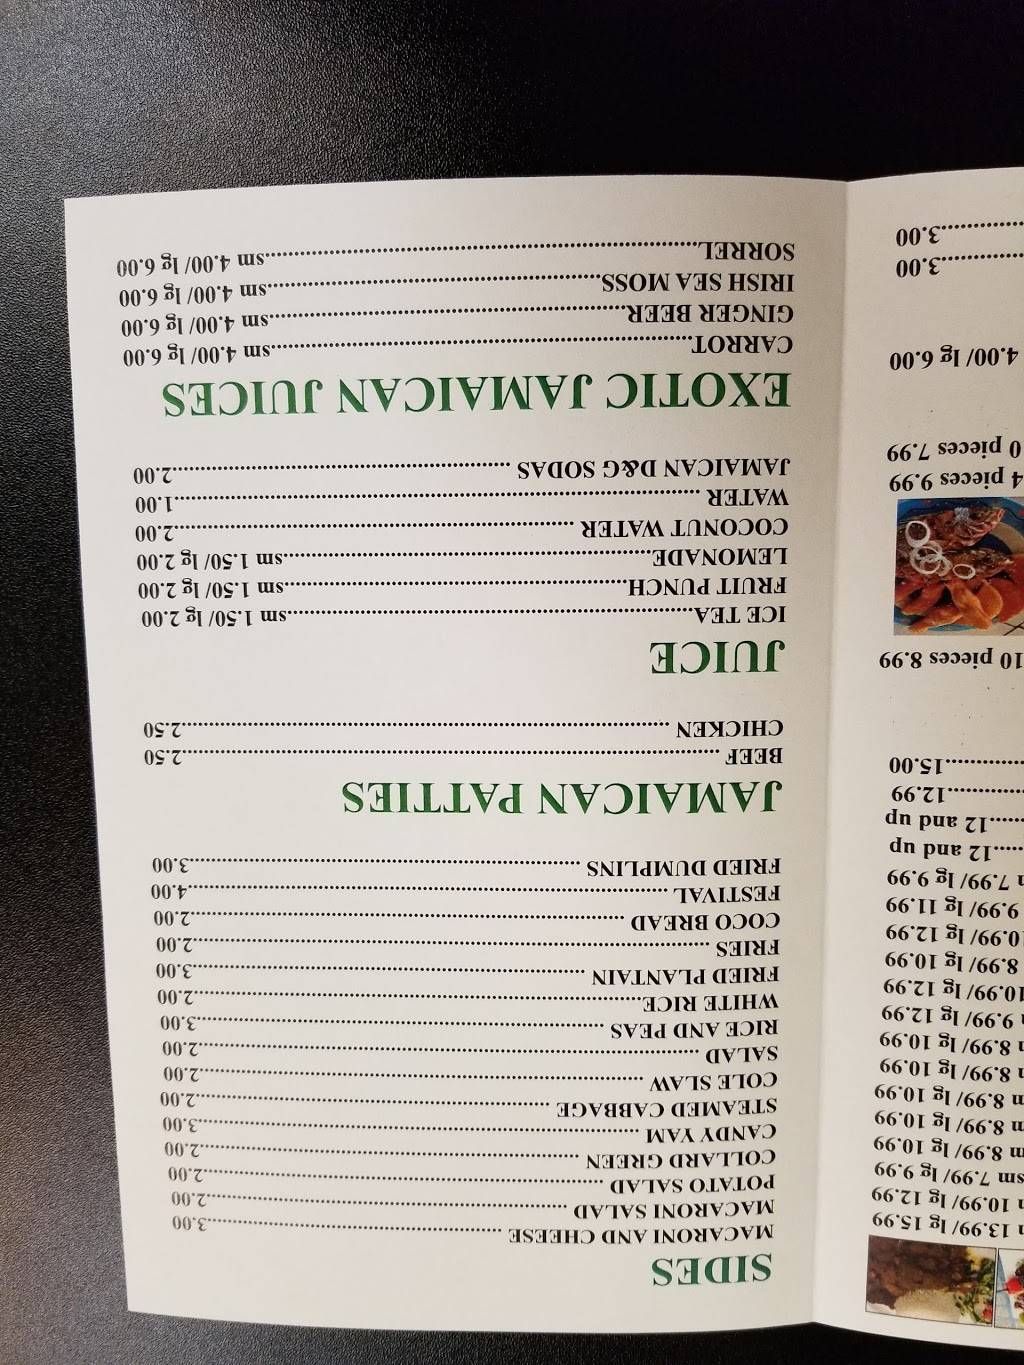 13.99/ lg 15.99
10.99/ lg 12.99
sm 7.99/ lg 9.99
m 8.99/ lg 10.99
m 8.99/ lg 10.99
m 8.99/ lg 10.99
8.99/ lg 10.99
8.99/ lg 10.99
9.99/ lg 12.99
10.99/ lg 12.99
8.99/ lg 10.99
10.99/ lg 12.99
9.99/ lg 11.99
7.99/ lg 9.99
12 and up
12 and up
12.99
15.00
10 pieces 8.99
4 pieces 9.99
0 pieces 7.99
4.00/ lg 6.00
3.00
3.00
SIDES
MACARONI AND CHEESE 3.00
MACARONI SALAD 2.00
POTATO SALAD 2.00
COLLARD GREEN 2.00
CANDY YAM 3.00
STEAMED CABBAGE 2.00
COLE SLAW 2.00
SALAD 2.00
RICE AND PEAS 3.00
WHITE RICE 2.00
FRIED PLANTAIN 3.00
FRIES 2.00
COCO BREAD 2.00
FESTIVAL 4.00
FRIED DUMPLINS 3.00
JAMAICAN PATTIES
BEEF 2.50
CHICKEN 2.50
JUICE
ICE TEA sm 1.50/ lg 2.00
FRUIT PUNCH sm 1.50/ lg 2.00
LEMONADE sm 1.50/ lg 2.00
COCONUT WATER 2.00
WATER 1.00
JAMAICAN D&G SODAS 2.00
EXOTIC JAMAICAN JUICES
CARROT sm 4.00/ lg 6.00
GINGER BEER sm 4.00/ lg 6.00
IRISH SEA MOSS sm 4.00/ lg 6.00
SORREL sm 4.00/ lg 6.00